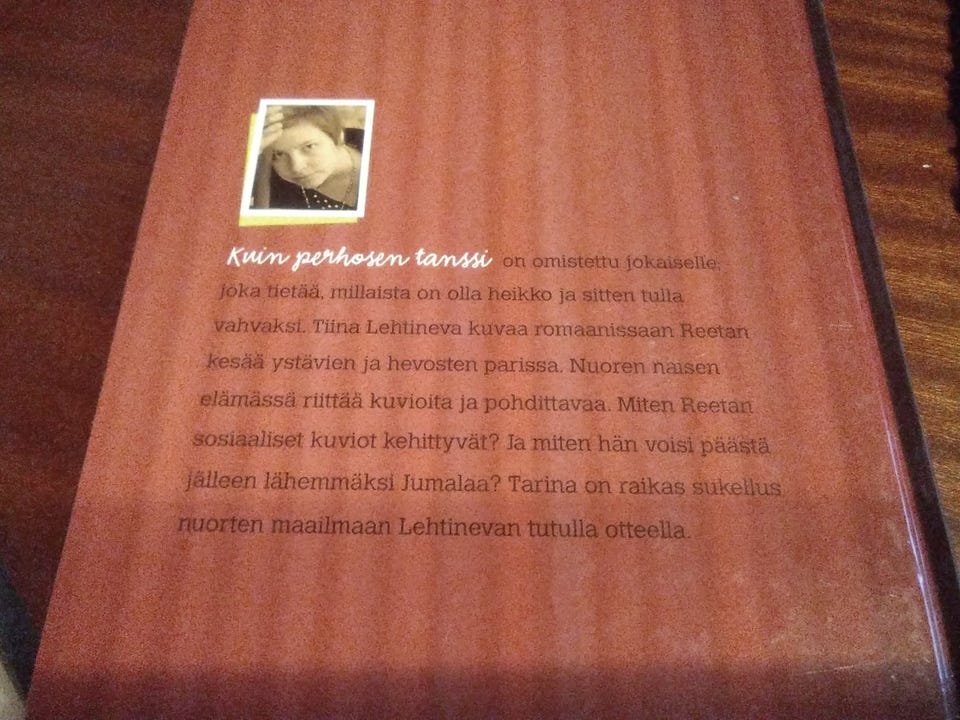 Kuin perhosen tanssi on omistettu jokaiselle,
joka tietää, millaista on olla heikko ja sitten tulla
vahvaksi. Tiina Lehtineva kuvaa romaanissaan Reetan
kesää ystävien ja hevosten parissa. Nuoren naisen
elämässä riittää kuvioita ja pohdittavaa. Miten Reetan
sosiaaliset kuviot kehittyvät? Ja miten hän voisi päästä
jälleen lähemmäksi Jumalaa? Tarina on raikas sukellus
nuorten maailmaan Lehtinevan tutulla otteella.